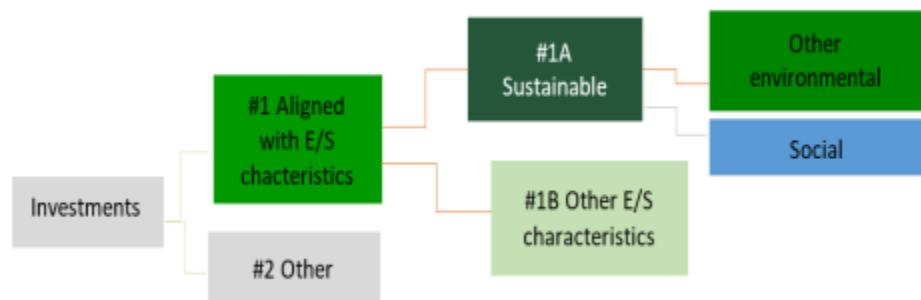 Investments
#1 Aligned
with E/S
chacteristics
#2 Other
#1A
Sustainable
#1B Other E/S
characteristics
Other
environmental
Social